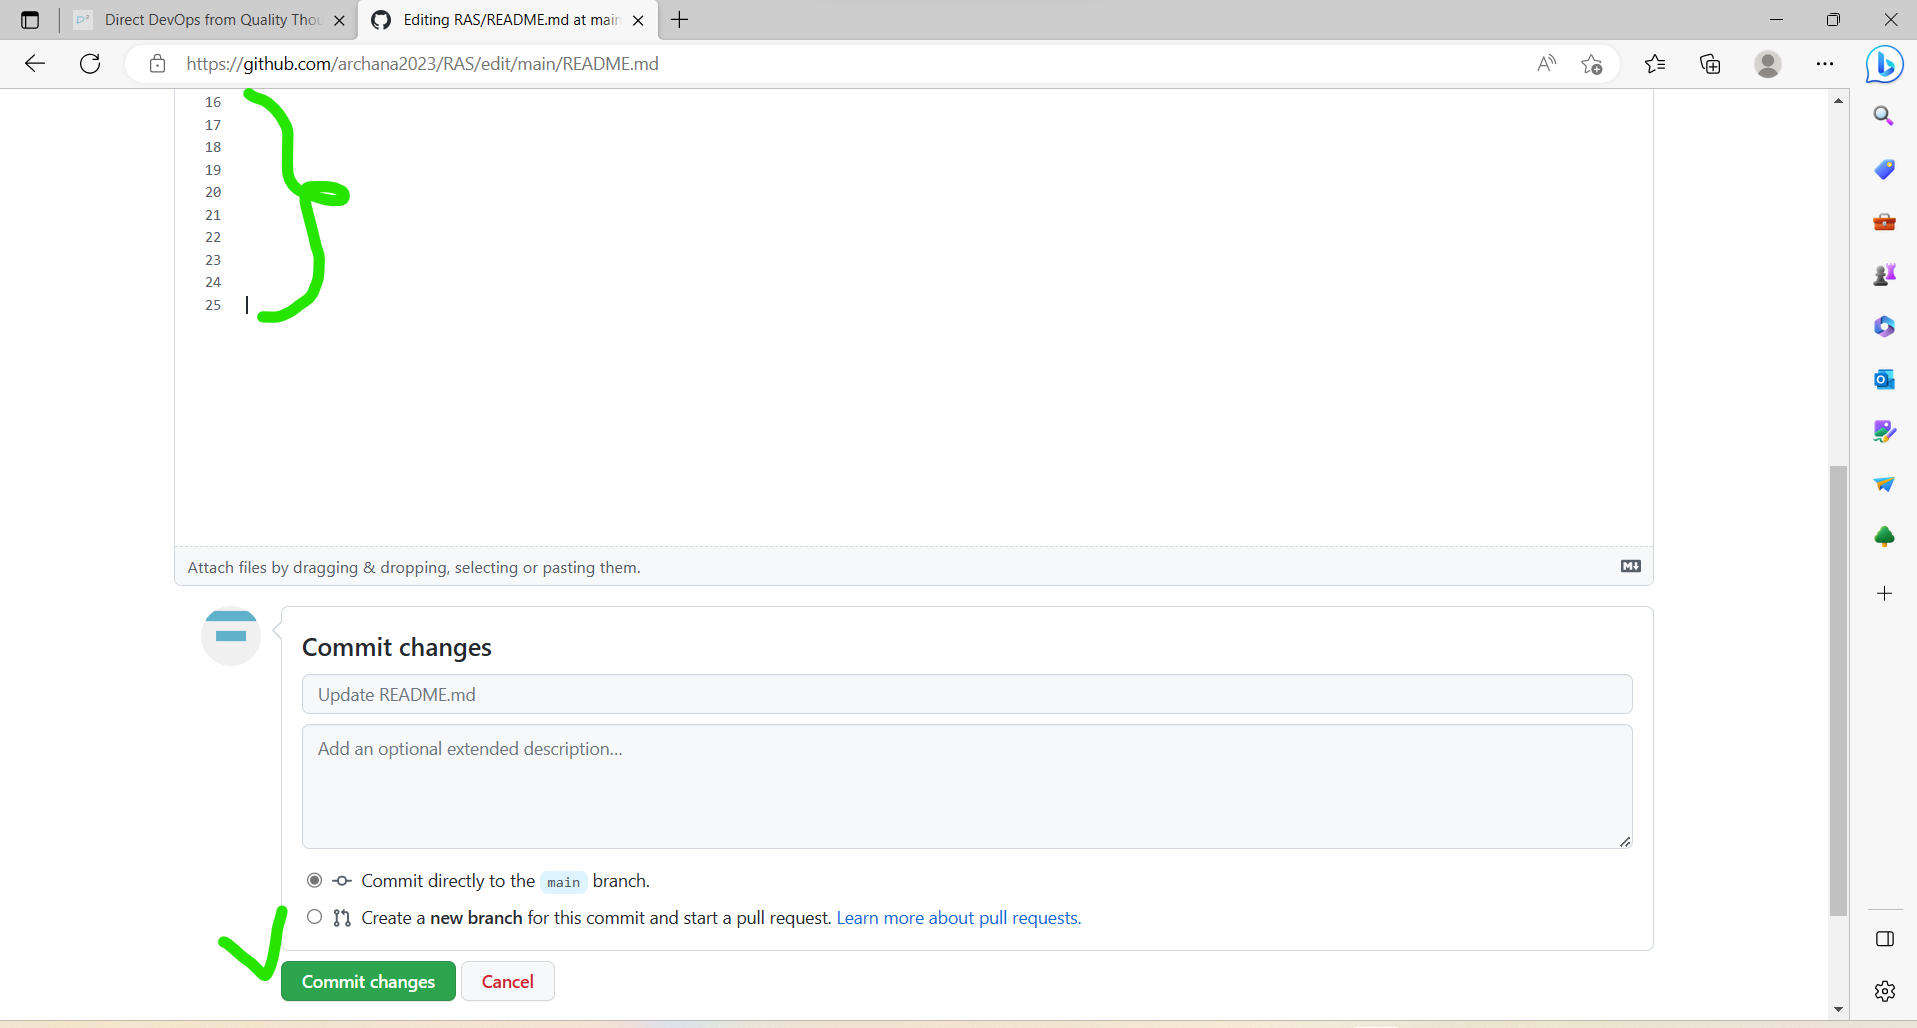 Direct DevOps from Quality Thou
Editing RAS/README.md at main
https://github.com/archana2023/RAS/edit/main/README.md
16
17
18
19
20
21
22
23
24
25
Attach files by dragging & dropping, selecting or pasting them.
Commit changes
Update README.md
Add an optional extended description...
Commit directly to the main branch.
Create a new branch for this commit and start a pull request. Learn more about pull requests.
Commit changes Cancel